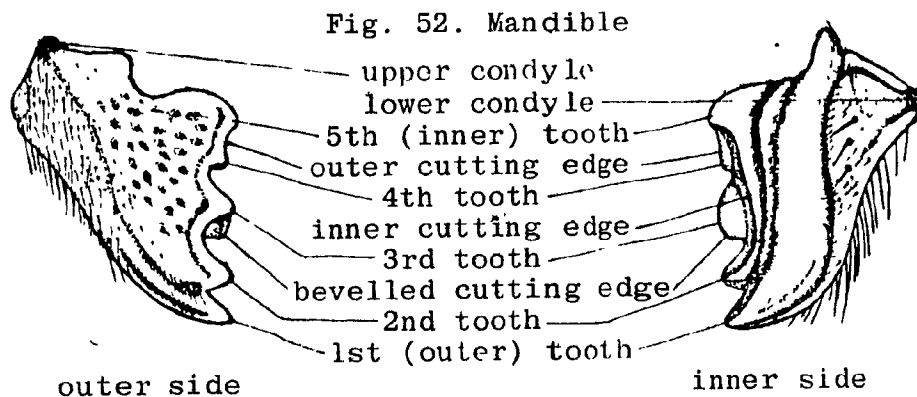 Fig. 52. Mandible
upper condyle
lower condyle
5th (inner) tooth
outer cutting edge
4th tooth
inner cutting edge
3rd tooth
bevelled cutting edge
2nd tooth
1st (outer) tooth
outer side
inner side